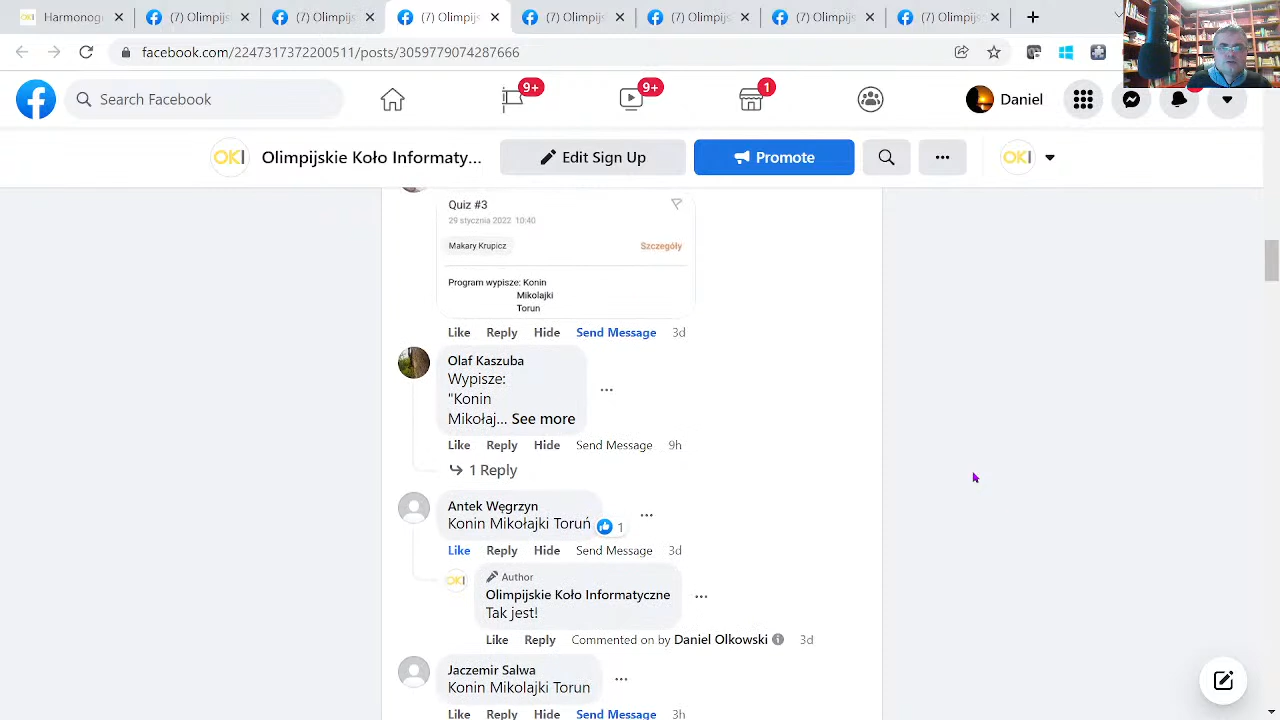 Harmonog
(7) Olimpijs
(7) Olimpijs
(7) Olimpijs
(7) Olimpijs
(7) Olimpijs
(7) Olimpijs
(7) Olimpijs
facebook.com/2247317372200511/posts/3059779074287666
Search Facebook
9+
9+
1
Daniel
OKI
Olimpijskie Koło Informaty...
Edit Sign Up
Promote
OKI
Quiz #3
29 stycznia 2022 10:40
Makary Krupicz
Szczegóły
Program wypisze: Konin
Mikolajki
Torun
Like Reply Hide Send Message 3d
Olaf Kaszuba
Wypisze:
"Konin
Mikołaj... See more
Like Reply Hide Send Message 9h
1 Reply
Antek Węgrzyn
Konin Mikołajki Toruń
1
Like Reply Hide Send Message 3d
OKI
Author
Olimpijskie Koło Informatyczne
Tak jest!
Like Reply Commented on by Daniel Olkowski 3d
Jaczemir Salwa
Konin Mikolajki Torun
Like Reply Hide Send Message 3h